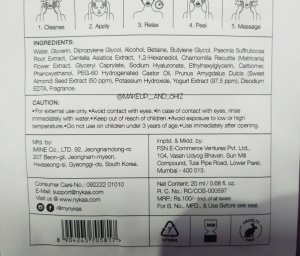 1. Cleanse
2. Apply
3. Relax
4. Peel
5. Massage
INGREDIENTS:
Water, Glycerin, Dipropylene Glycol, Alcohol, Betaine, Butylene Glycol, Paeonia Suffruticosa
Root Extract, Centella Asiatica Extract, 1,2-Hexanediol, Chamomilla Recutita (Matricaria)
Flower Extract, Glyceryl Caprylate, Sodium Hyaluronate, Ethylhexylglycerin, Carbomer,
Phenoxyethanol, PEG-60 Hydrogenated Castor Oil, Prunus Amygdalus Dulcis (Sweet
Almond) Seed Extract (50 ppm), Potassium Hydroxide, Yogurt Extract (97.5 ppm), Disodium
EDTA, Fragrance.
@MAKEUP__AND_GHIZ
CAUTION:
•For external use only. •Avoid contact with eyes. •In case of contact with eyes, rinse
immediately with water. •Keep out of reach of children. •Avoid exposure to low or high
temperature. •Do not use on children under 3 years of age. •Use immediately after opening.
Mfd. by:
IMINE CO., LTD. 92, Jeongnamdong-ro
207 Beon-gil, Jeongnam-myeon,
Hwaseong-si, Gyeonggi-do, South Korea.
Imptd. & Mktd. by:
FSN E-Commerce Ventures Pvt. Ltd.,
104, Vasan Udyog Bhavan, Sun Mill
Compound, Tulsi Pipe Road, Lower Parel,
Mumbai - 400 013.
Consumer Care No.: 092222 01010
E-Mail: support@nykaa.com
Visit us @ www.nykaa.com
@mynykaa
Net Content: 20 ml / 0.68 fl. oz.
R. C. No.: RC/COS-000597
MRP: Rs.100/- (Incl. of all taxes)
For B. No., MFD., & Use Before see Seal.
8 904245 705817
OTHER